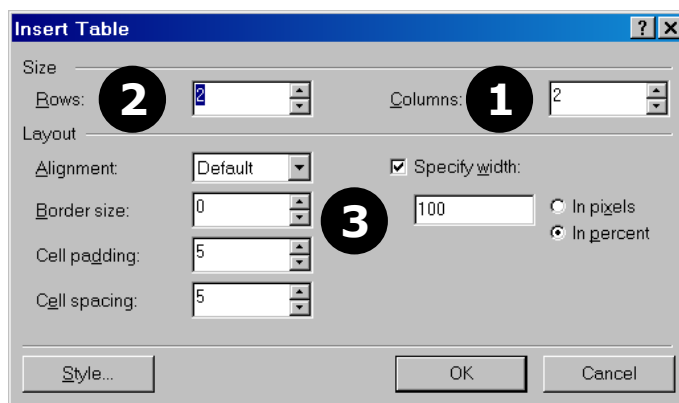 Insert Table
Size
Rows: 2 2 Columns: 1 2
Layout
Alignment: Default Specify width:
Border size: 0 3 100 In pixels
In percent
Cell padding: 5
Cell spacing: 5
Style... OK Cancel